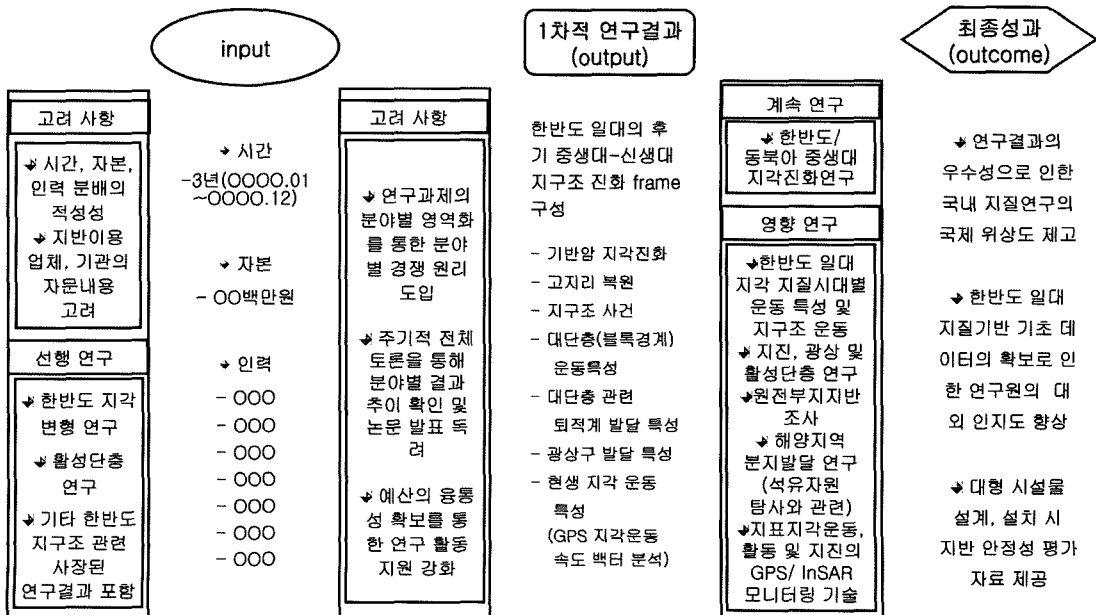 input
1차적 연구결과
(output)
최종성과
(outcome)
고려 사항
↲ 시간, 자본,
인력 분배의
적성성
↲ 지반이용
업체, 기관의
자문내용
고려
선행 연구
↲ 한반도 지각
변형 연구
↲ 활성단층
연구
↲ 기타 한반도
지구조 관련
사장된
연구결과 포함
↲ 시간
-3년(OOOO.01
~OOOO.12)
↲ 자본
- OO백만원
↲ 인력
- OOO
- OOO
- OOO
- OOO
- OOO
- OOO
- OOO
고려 사항
↲ 연구과제의
분야별 영역화
를 통한 분야
별 경쟁 원리
도입
↲ 주기적 전체
토론을 통해
분야별 결과
추이 확인 및
논문 발표 독
려
↲ 예산의 융통
성 확보를 통
한 연구 활동
지원 강화
한반도 일대의 후
기 중생대-신생대
지구조 진화 frame
구성
- 기반암 지각진화
- 고지리 복원
- 지구조 사건
- 대단층(블록경계)
운동특성
- 대단층 관련
퇴적계 발달 특성
- 광상구 발달 특성
- 현생 지각 운동
특성
(GPS 지각운동
속도 백터 분석)
계속 연구
↲ 한반도/
동북아 중생대
지각진화연구
영향 연구
↲한반도 일대
지각 지질시대별
운동 특성 및
지구조 운동
↲ 지진, 광상 및
활성단층 연구
↲원전부지지반
조사
↲ 해양지역
분지발달 연구
(석유자원
탐사와 관련)
↲지표지각운동,
활동 및 지진의
GPS/ InSAR
모니터링 기술
↲ 연구결과의
우수성으로 인한
국내 지질연구의
국제 위상도 제고
↲ 한반도 일대
지질기반 기초 데
이터의 확보로 인
한 연구원의 대
외 인지도 향상
↲ 대형 시설물
설계, 설치 시
지반 안정성 평가
자료 제공